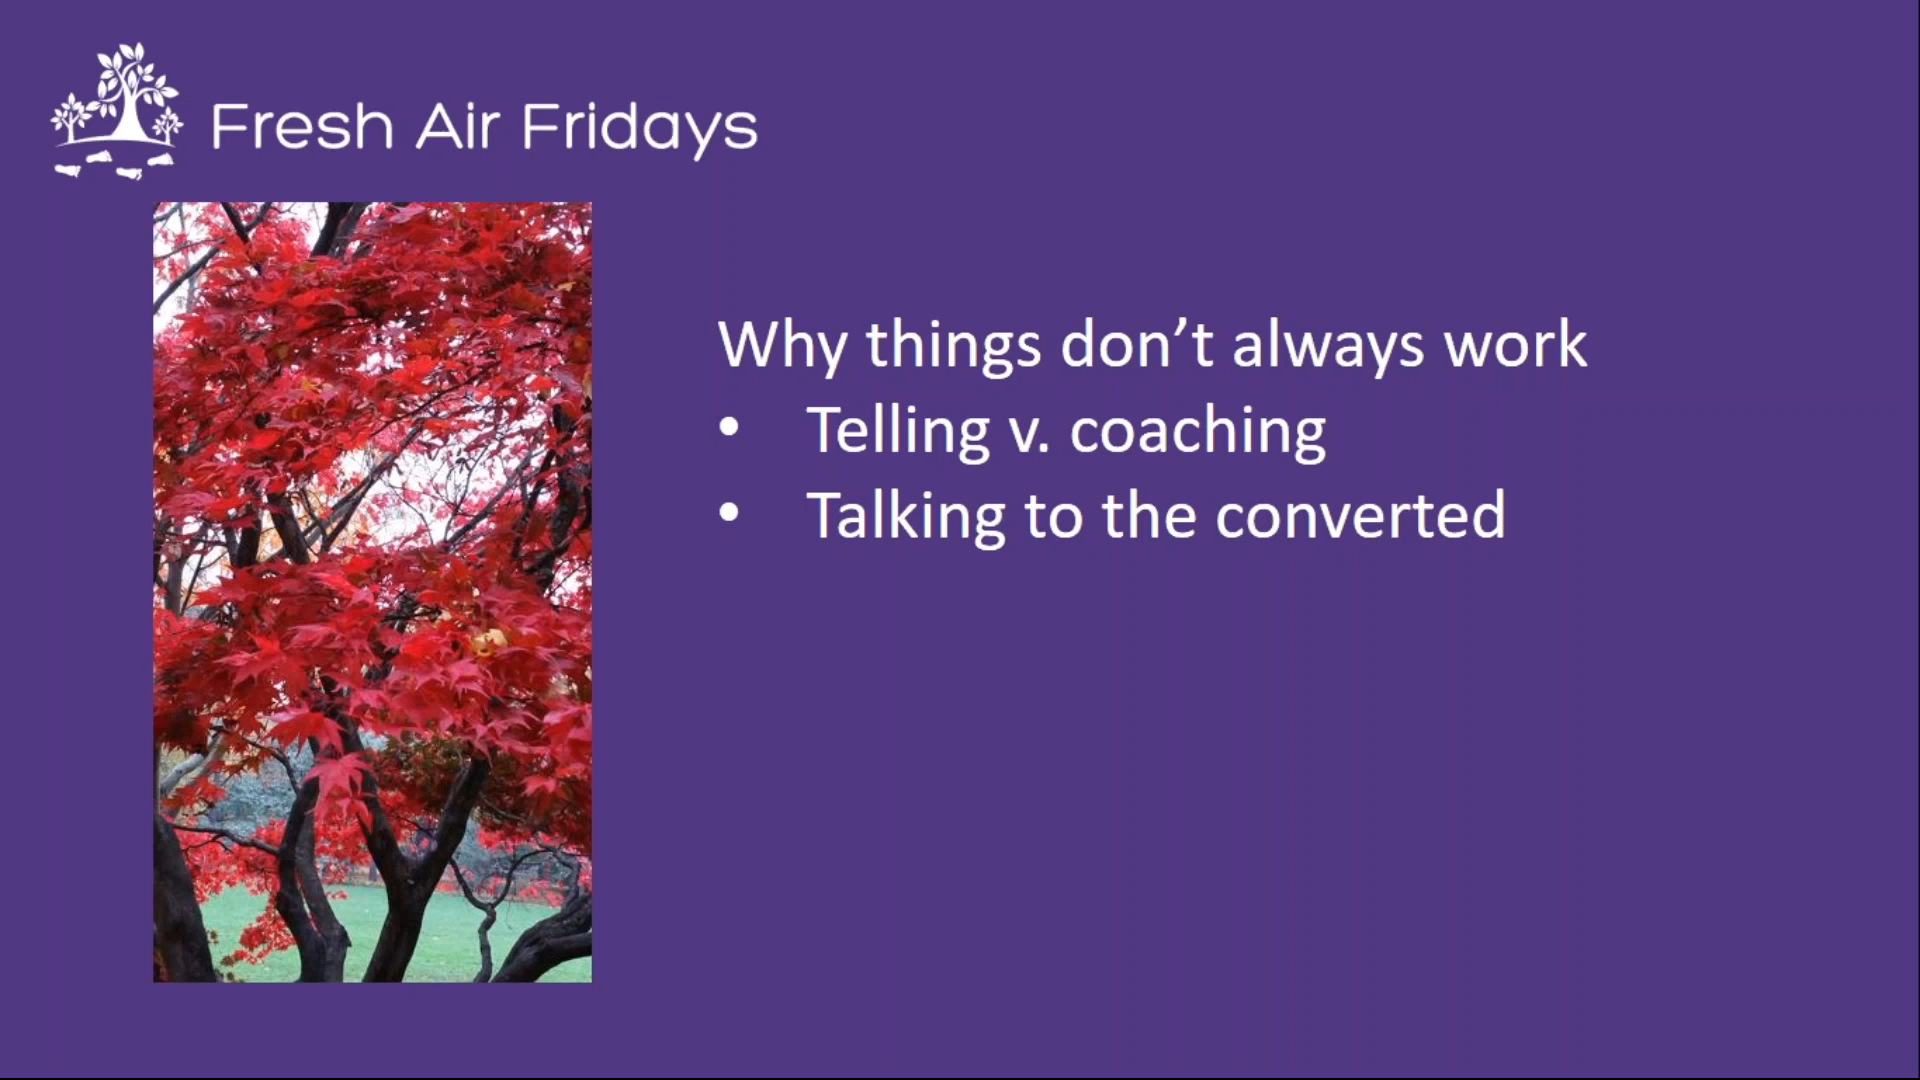 Fresh Air Fridays
Why things don’t always work
• Telling v. coaching
• Talking to the converted